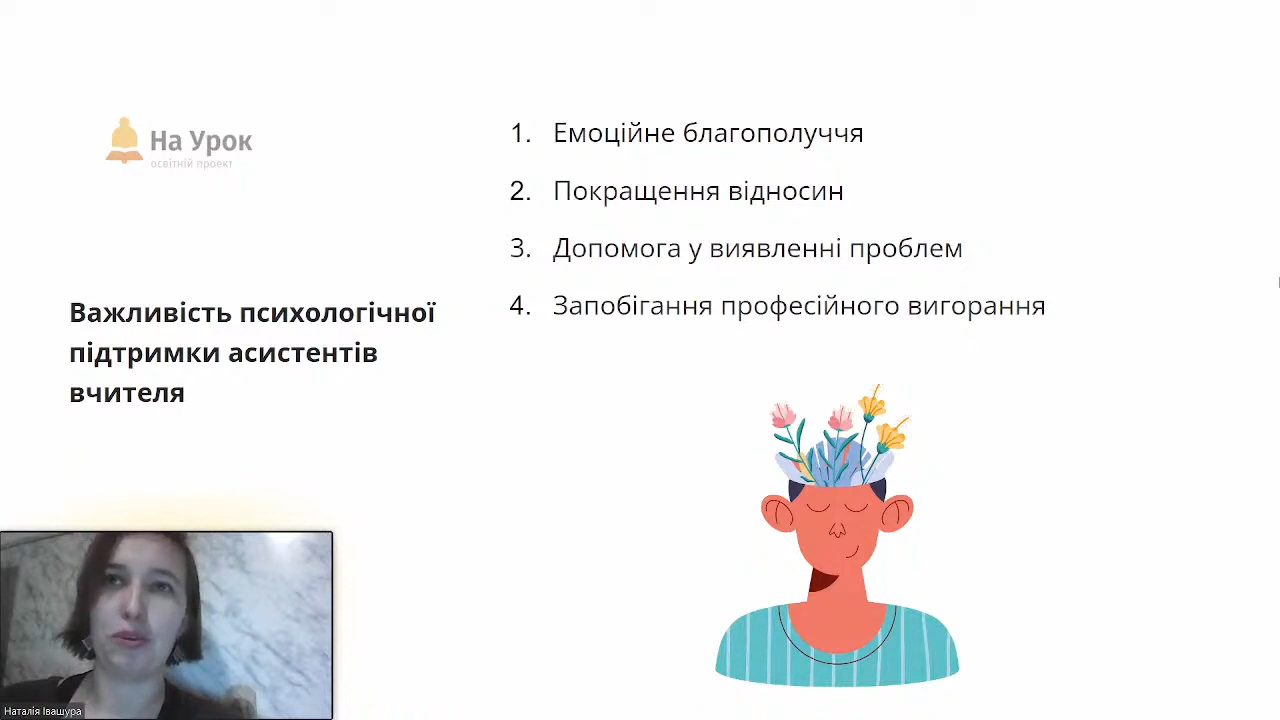 На Урок
освітній проект
Важливість психологічної
підтримки асистентів
вчителя
1. Емоційне благополуччя
2. Покращення відносин
3. Допомога у виявленні проблем
4. Запобігання професійного вигорання
Наталія Івашура